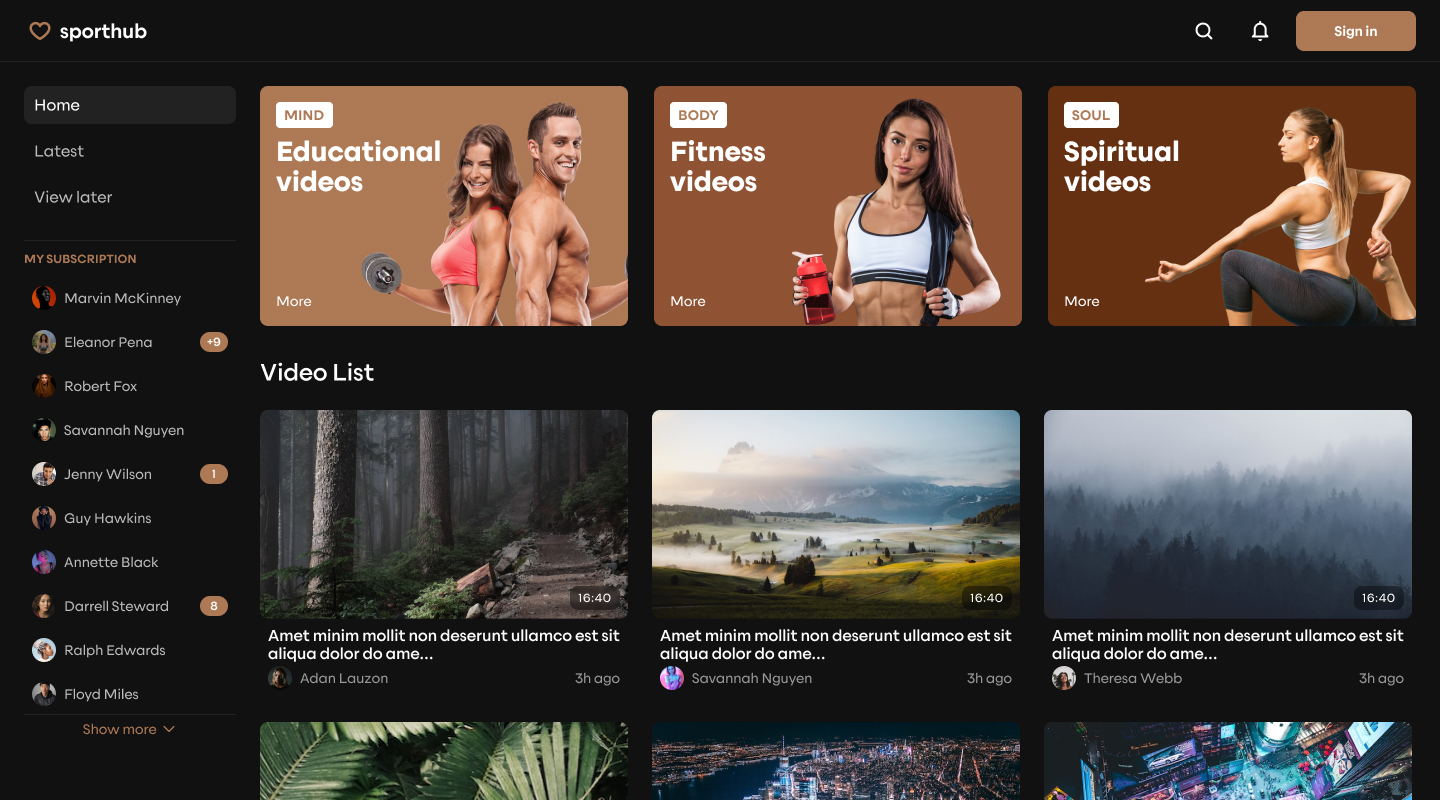 sporthub
Sign in
Home
Latest
View later
MY SUBSCRIPTION
Marvin McKinney
Eleanor Pena
+9
Robert Fox
Savannah Nguyen
Jenny Wilson
1
Guy Hawkins
Annette Black
Darrell Steward
8
Ralph Edwards
Floyd Miles
Show more
MIND
Educational
videos
More
BODY
Fitness
videos
More
SOUL
Spiritual
videos
More
Video List
16:40
Amet minim mollit non deserunt ullamco est sit
aliqua dolor do ame...
Adan Lauzon
3h ago
16:40
Amet minim mollit non deserunt ullamco est sit
aliqua dolor do ame...
Savannah Nguyen
3h ago
16:40
Amet minim mollit non deserunt ullamco est sit
aliqua dolor do ame...
Theresa Webb
3h ago